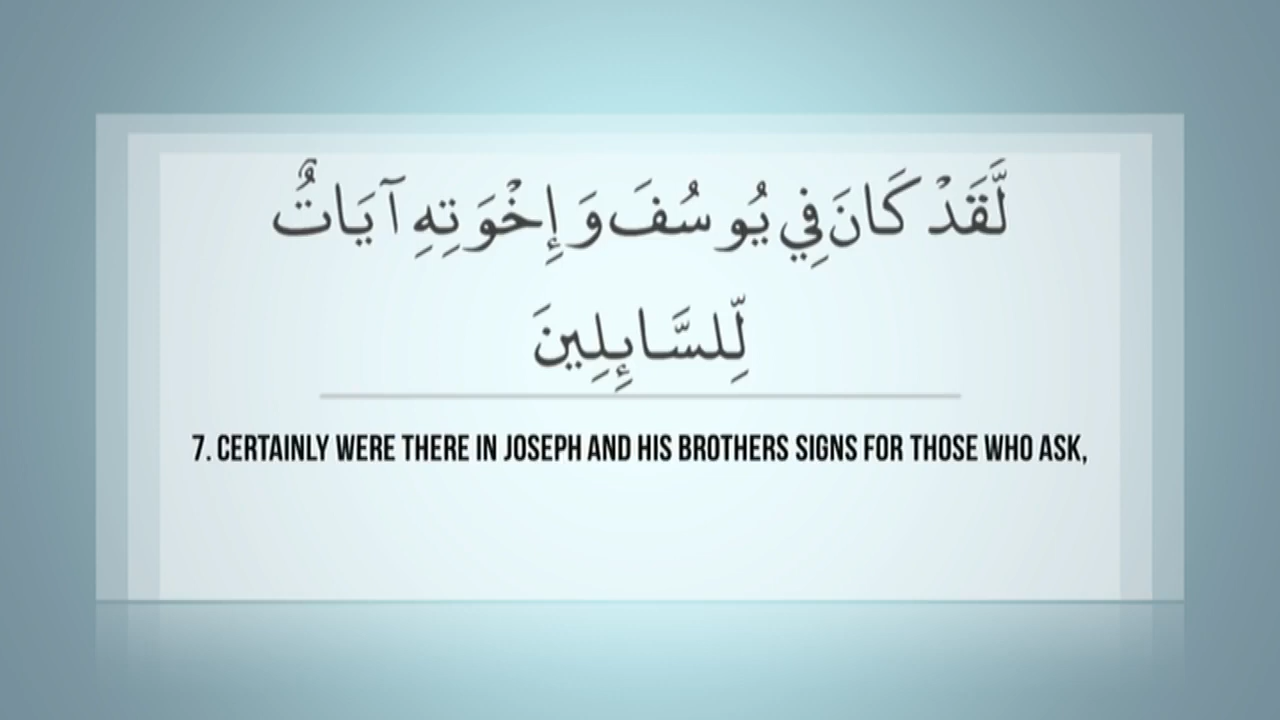 لَّقَدْ كَانَ فِي يُوسُفَ وَإِخْوَتِهِ آيَاتٌ
لِّلسَّايِٕلِينَ
7. CERTAINLY WERE THERE IN JOSEPH AND HIS BROTHERS SIGNS FOR THOSE WHO ASK,